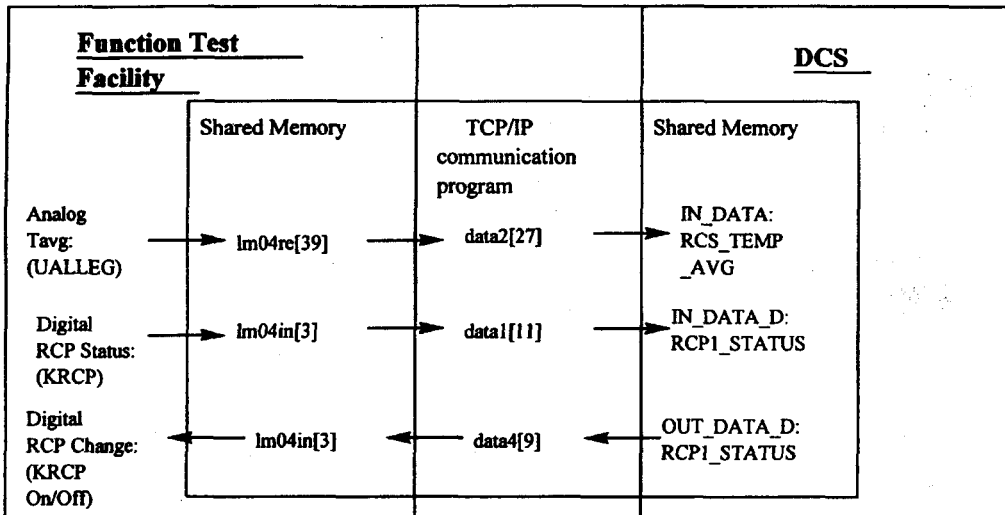 Function Test
Facility
DCS
Shared Memory
TCP/IP
communication
program
Shared Memory
Analog
Tavg:
(UALLEG)
lm04re[39]
data2[27]
IN_DATA:
RCS_TEMP
_AVG
Digital
RCP Status:
(KRCP)
lm04in[3]
data1[11]
IN_DATA_D:
RCP1_STATUS
Digital
RCP Change:
(KRCP
On/Off)
lm04in[3]
data4[9]
OUT_DATA_D:
RCP1_STATUS